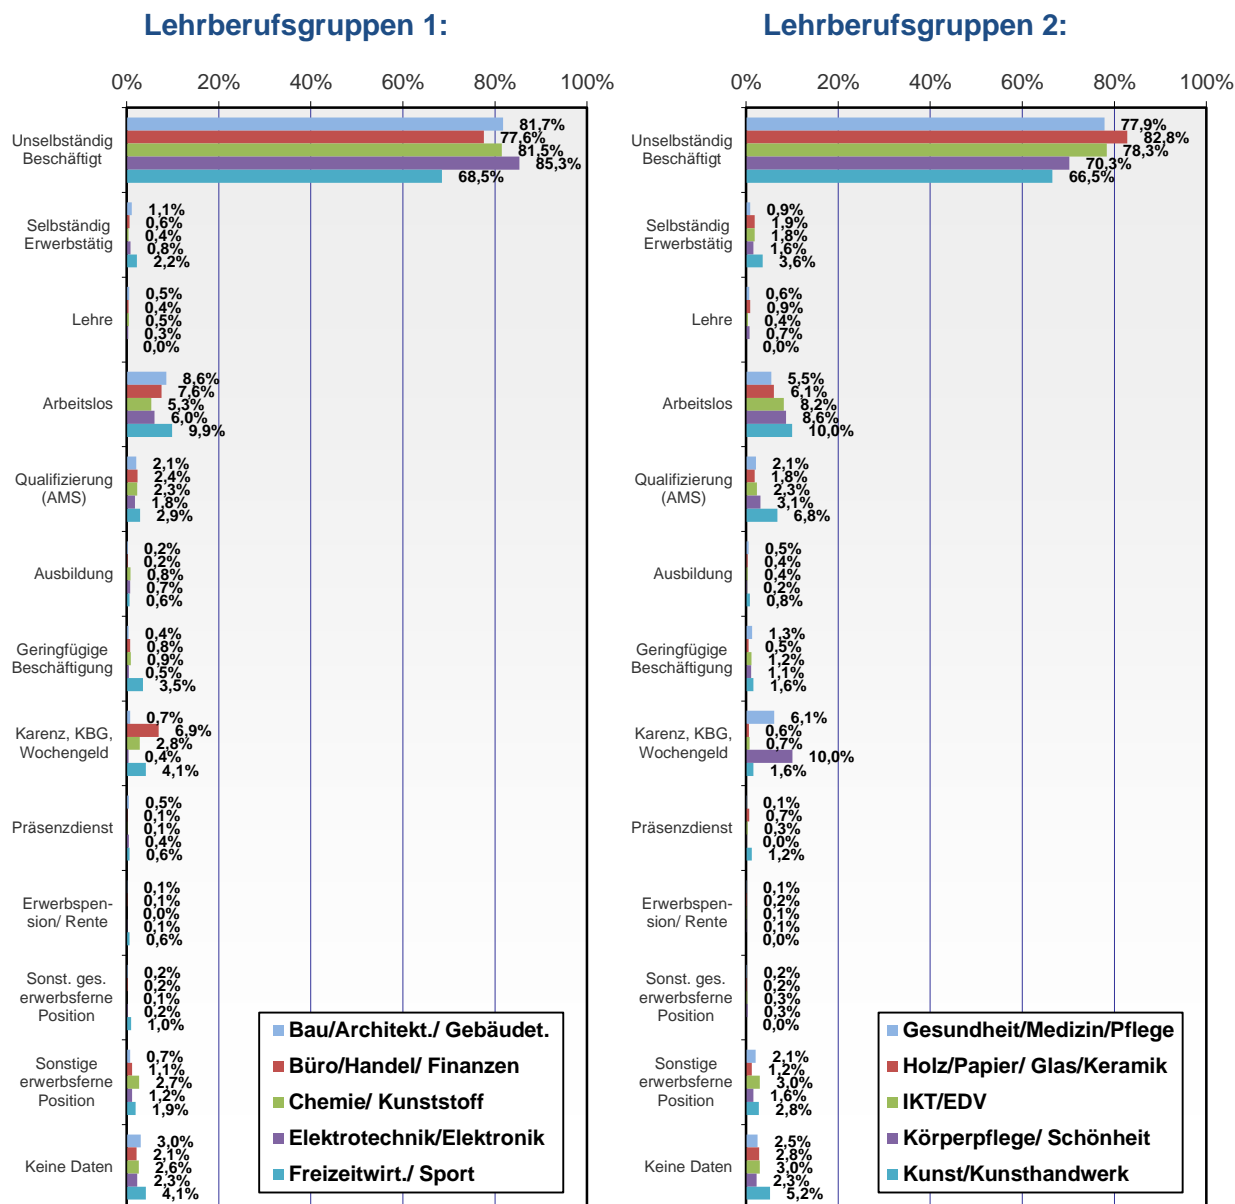 Lehrberufsgruppen 1:
0% 20% 40% 60% 80% 100%
Unselbständig
Beschäftigt
81,7%
77,6%
81,5%
85,3%
68,5%
Selbständig
Erwerbstätig
1,1%
0,6%
0,4%
0,8%
2,2%
Lehre
0,5%
0,4%
0,5%
0,3%
0,0%
Arbeitslos
8,6%
7,6%
5,3%
6,0%
9,9%
Qualifizierung
(AMS)
2,1%
2,4%
2,3%
1,8%
2,9%
Ausbildung
0,2%
0,2%
0,8%
0,7%
0,6%
Geringfügige
Beschäftigung
0,4%
0,8%
0,9%
0,5%
3,5%
Karenz, KBG,
Wochengeld
0,7%
6,9%
2,8%
0,4%
4,1%
Präsenzdienst
0,5%
0,1%
0,1%
0,4%
0,6%
Erwerbspen-
sion/ Rente
0,1%
0,1%
0,0%
0,1%
0,6%
Sonst. ges.
erwerbsferne
Position
0,2%
0,2%
0,1%
0,2%
1,0%
Sonstige
erwerbsferne
Position
0,7%
1,1%
2,7%
1,2%
1,9%
Keine Daten
3,0%
2,1%
2,6%
2,3%
4,1%
Bau/Architekt./ Gebäudet.
Büro/Handel/ Finanzen
Chemie/ Kunststoff
Elektrotechnik/Elektronik
Freizeitwirt./ Sport
Lehrberufsgruppen 2:
0% 20% 40% 60% 80% 100%
Unselbständig
Beschäftigt
77,9%
82,8%
78,3%
70,3%
66,5%
Selbständig
Erwerbstätig
0,9%
1,9%
1,8%
1,6%
3,6%
Lehre
0,6%
0,9%
0,4%
0,7%
0,0%
Arbeitslos
5,5%
6,1%
8,2%
8,6%
10,0%
Qualifizierung
(AMS)
2,1%
1,8%
2,3%
3,1%
6,8%
Ausbildung
0,5%
0,4%
0,4%
0,2%
0,8%
Geringfügige
Beschäftigung
1,3%
0,5%
1,2%
1,1%
1,6%
Karenz, KBG,
Wochengeld
6,1%
0,6%
0,7%
10,0%
1,6%
Präsenzdienst
0,1%
0,7%
0,3%
0,0%
1,2%
Erwerbspen-
sion/ Rente
0,1%
0,2%
0,1%
0,1%
0,0%
Sonst. ges.
erwerbsferne
Position
0,2%
0,2%
0,3%
0,3%
0,0%
Sonstige
erwerbsferne
Position
2,1%
1,2%
3,0%
1,6%
2,8%
Keine Daten
2,5%
2,8%
3,0%
2,3%
5,2%
Gesundheit/Medizin/Pflege
Holz/Papier/ Glas/Keramik
IKT/EDV
Körperpflege/ Schönheit
Kunst/Kunsthandwerk